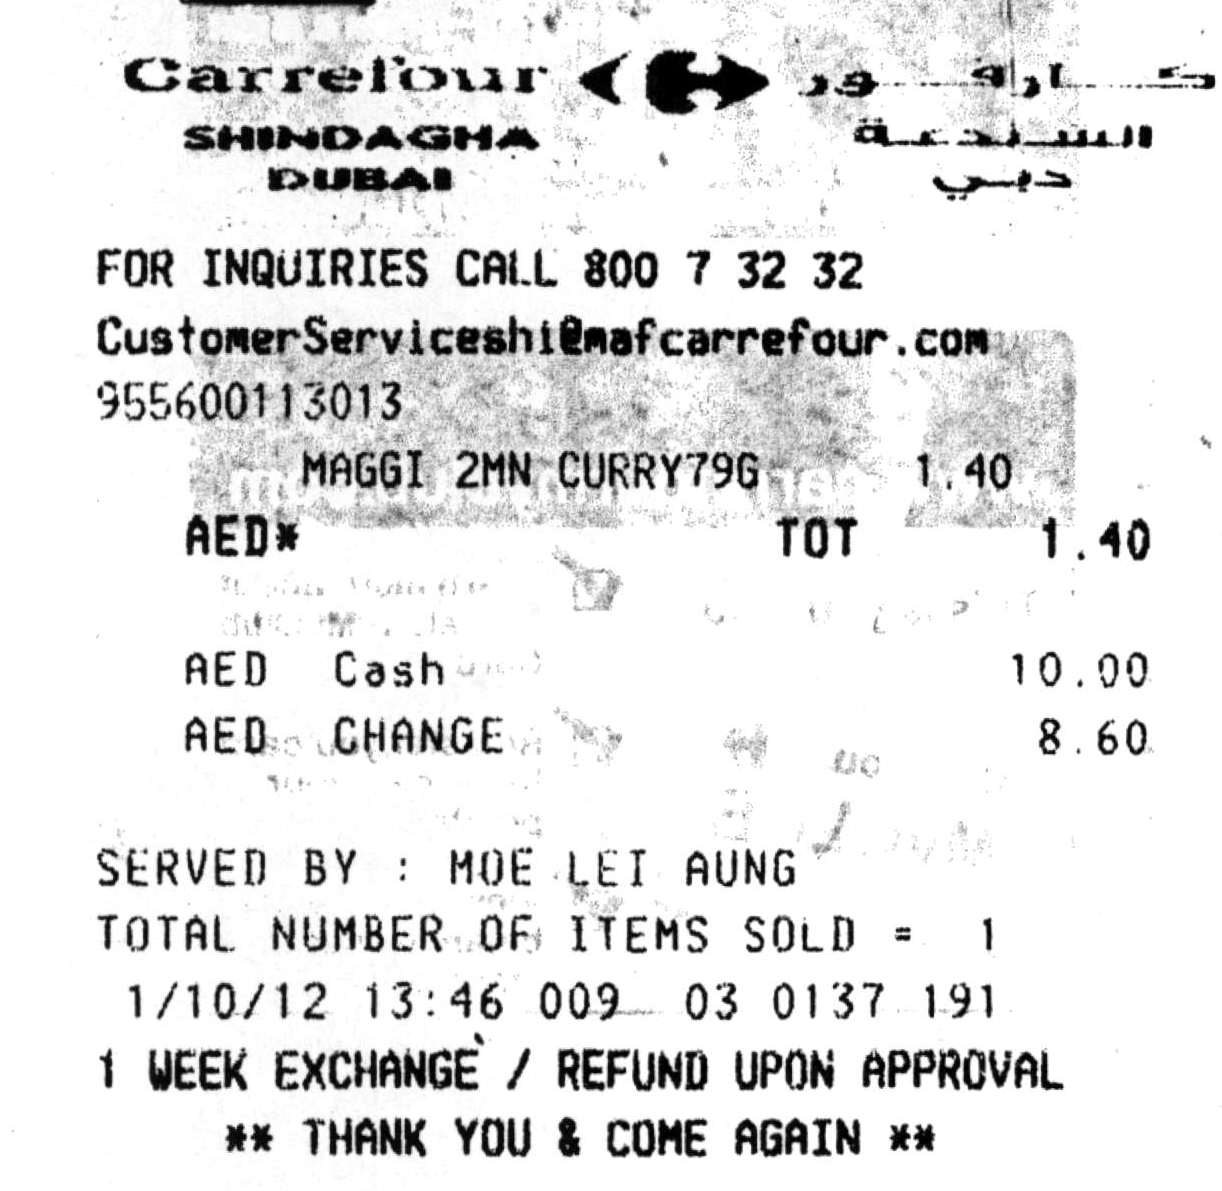 Carrefour كارفور
SHINDAGHA الشندغة
DUBAI دبي
FOR INQUIRIES CALL 800 7 32 32
CustomerServiceshi@mafcarrefour.com
955600113013
MAGGI 2MN CURRY79G 1.40
AED* TOT 1.40
AED Cash 10.00
AED CHANGE 8.60
SERVED BY : MOE LEI AUNG
TOTAL NUMBER OF ITEMS SOLD = 1
1/10/12 13:46 009 03 0137 191
1 WEEK EXCHANGE / REFUND UPON APPROVAL
** THANK YOU & COME AGAIN **